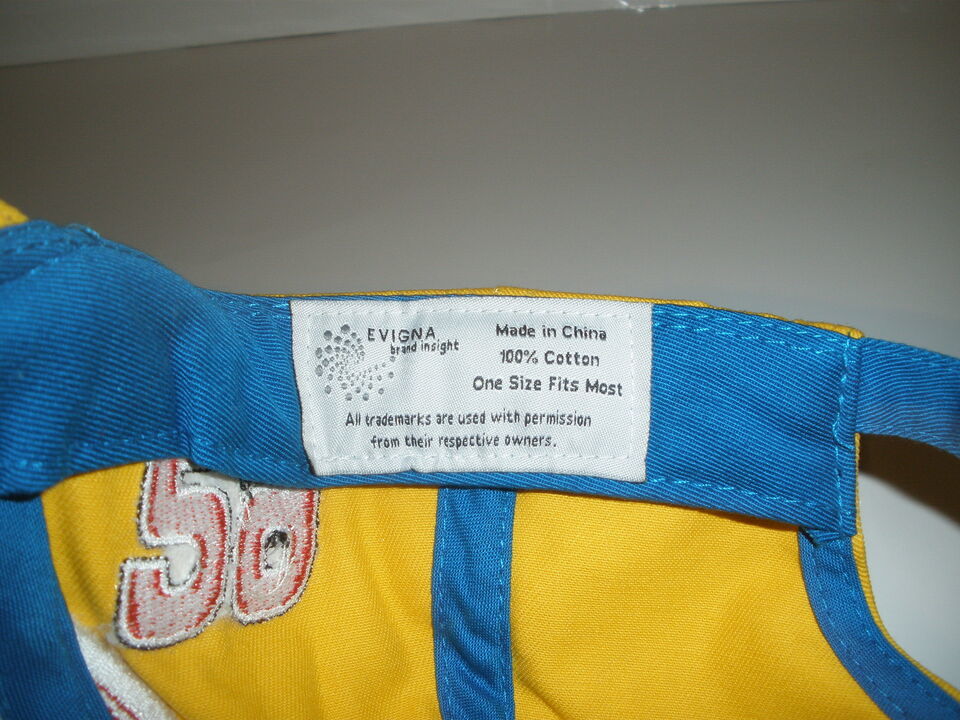 EVIGNA
brand insight
Made in China
100% Cotton
One Size Fits Most
All trademarks are used with permission
from their respective owners.